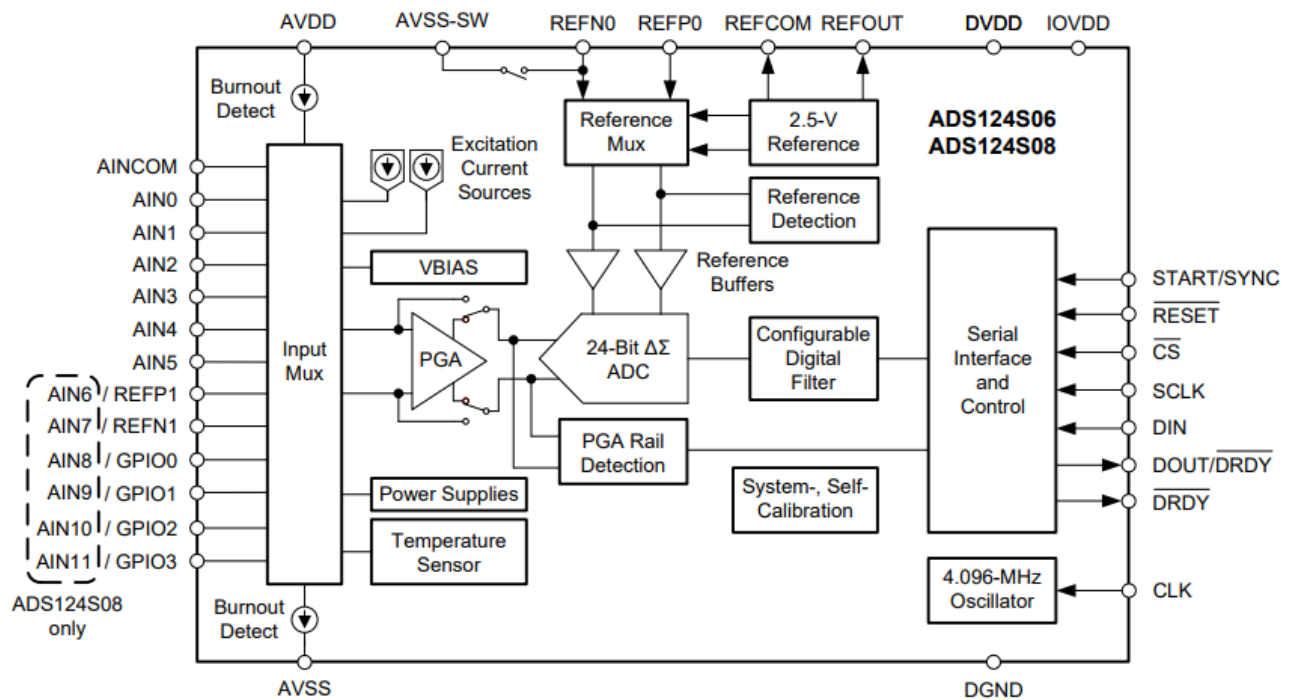 AVDD
AVSS-SW
REFN0
REFP0
REFCOM
REFOUT
DVDD
IOVDD
Burnout
Detect
Reference
Mux
2.5-V
Reference
ADS124S06
ADS124S08
Excitation
Current
Sources
AINCOM
AIN0
AIN1
AIN2
AIN3
AIN4
AIN5
AIN6 / REFP1
AIN7 / REFN1
AIN8 / GPIO0
AIN9 / GPIO1
AIN10 / GPIO2
AIN11 / GPIO3
ADS124S08
only
Input
Mux
VBIAS
PGA
Power Supplies
Temperature
Sensor
Burnout
Detect
Reference
Detection
Reference
Buffers
24-Bit ΔΣ
ADC
Configurable
Digital
Filter
PGA Rail
Detection
System-, Self-
Calibration
Serial
Interface
and
Control
4.096-MHz
Oscillator
START/SYNC
RESET
CS
SCLK
DIN
DOUT/DRDY
DRDY
CLK
AVSS
DGND